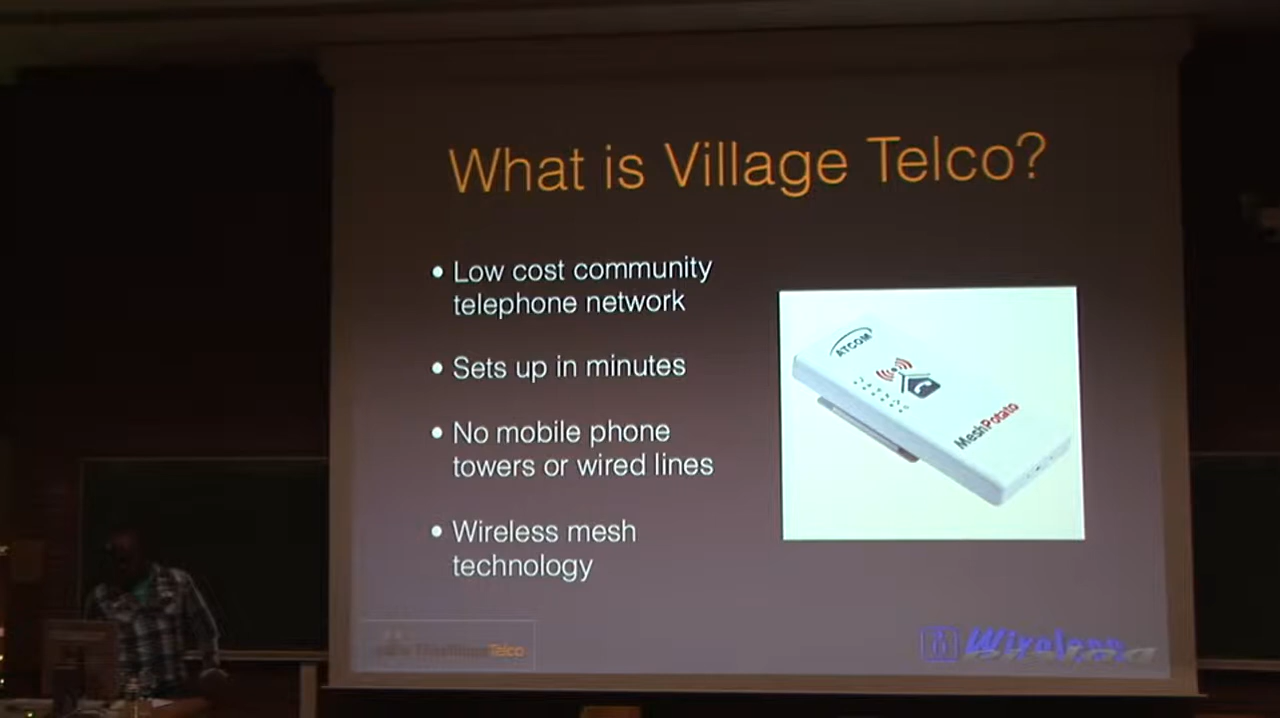 What is Village Telco?
• Low cost community
telephone network
• Sets up in minutes
• No mobile phone
towers or wired lines
• Wireless mesh
technology
ATCOM
MeshPotato
Telco
Wireless